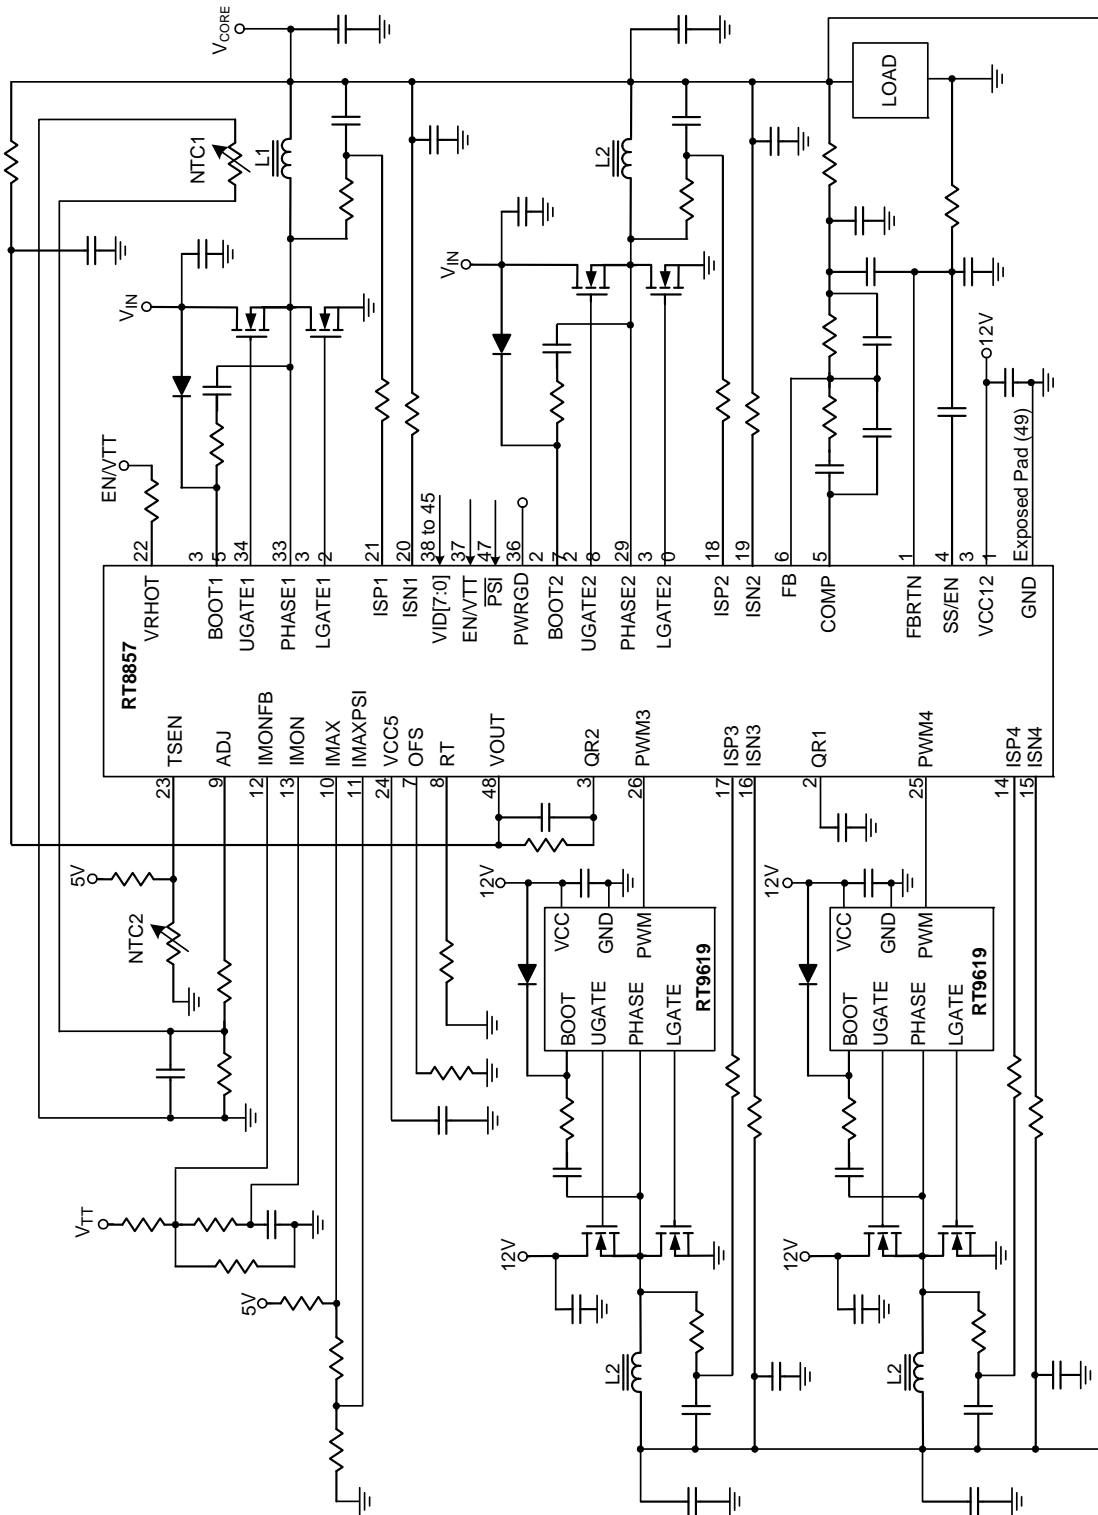 VCORE
NTC1
L1
VIN
EN/VTT
L2
VIN
LOAD
12V
Exposed Pad (49)
22
3
5
34
33
3
2
21
20
38 to 45
37
47
36
2
7
2
8
29
3
0
18
19
6
5
1
4
3
1
VRHOT
BOOT1
UGATE1
PHASE1
LGATE1
ISP1
ISN1
VID[7:0]
EN/VTT
PSI
PWRGD
BOOT2
UGATE2
PHASE2
LGATE2
ISP2
ISN2
FB
COMP
FBRTN
SS/EN
VCC12
GND
RT8857
TSEN
ADJ
IMONFB
IMON
IMAX
IMAXPSI
VCC5
OFS
RT
VOUT
QR2
PWM3
ISP3
ISN3
QR1
PWM4
ISP4
ISN4
23
9
12
13
10
11
24
7
8
48
3
26
17
16
2
25
14
15
5V
NTC2
VTT
5V
12V
VCC
GND
PWM
RT9619
BOOT
UGATE
PHASE
LGATE
12V
L2
12V
VCC
GND
PWM
RT9619
BOOT
UGATE
PHASE
LGATE
12V
L2